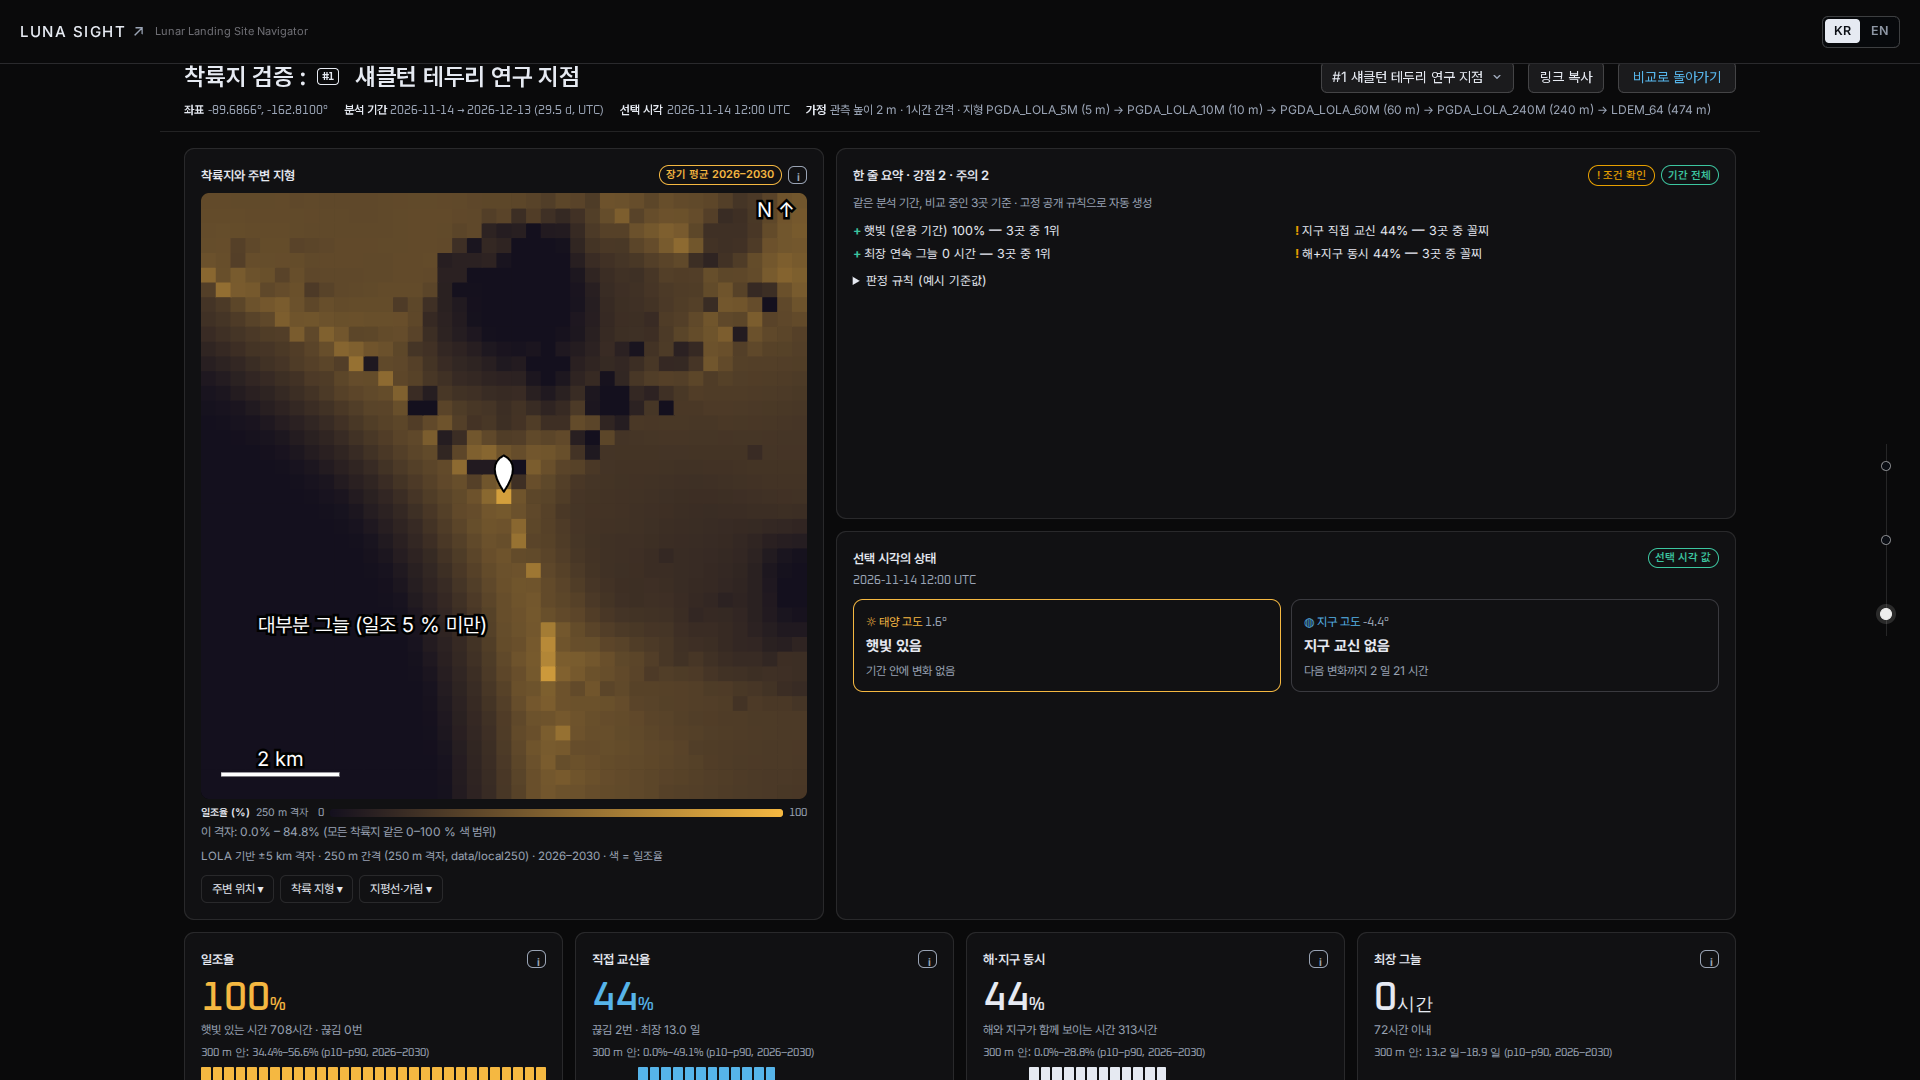 LUNA SIGHT ↗ Lunar Landing Site Navigator
KR EN
착륙지 검증 : #1 섀클턴 테두리 연구 지점
#1 섀클턴 테두리 연구 지점
링크 복사
비교로 돌아가기
좌표 -89.6866°, -162.8100° 분석 기간 2026-11-14 → 2026-12-13 (29.5 d, UTC) 선택 시각 2026-11-14 12:00 UTC 가정 관측 높이 2 m · 1시간 간격 · 지형 PGDA_LOLA_5M (5 m) → PGDA_LOLA_10M (10 m) → PGDA_LOLA_60M (60 m) → PGDA_LOLA_240M (240 m) → LDEM_64 (474 m)
착륙지와 주변 지형
장기 평균 2026–2030
i
N ↑
대부분 그늘 (일조 5 % 미만)
2 km
일조율 (%) 250 m 격자 0 100
이 격자: 0.0% – 84.8% (모든 착륙지 같은 0–100 % 색 범위)
LOLA 기반 ±5 km 격자 · 250 m 간격 (250 m 격자, data/local250) · 2026–2030 · 색 = 일조율
주변 위치 ▾
착륙 지형 ▾
지평선·가림 ▾
한 줄 요약 · 강점 2 · 주의 2
! 조건 확인
기간 전체
같은 분석 기간, 비교 중인 3곳 기준 · 고정 공개 규칙으로 자동 생성
+ 햇빛 (운용 기간) 100% — 3곳 중 1위
+ 최장 연속 그늘 0 시간 — 3곳 중 1위
! 지구 직접 교신 44% — 3곳 중 꼴찌
! 해+지구 동시 44% — 3곳 중 꼴찌
▶ 판정 규칙 (예시 기준값)
선택 시각의 상태
선택 시각 값
2026-11-14 12:00 UTC
태양 고도 1.6°
햇빛 있음
기간 안에 변화 없음
지구 고도 -4.4°
지구 교신 없음
다음 변화까지 2 일 21 시간
일조율
i
100%
햇빛 있는 시간 708시간 · 끊김 0번
300 m 안: 34.4%–56.6% (p10–p90, 2026–2030)
직접 교신율
i
44%
끊김 2번 · 최장 13.0 일
300 m 안: 0.0%–49.1% (p10–p90, 2026–2030)
해·지구 동시
i
44%
해와 지구가 함께 보이는 시간 313시간
300 m 안: 0.0%–28.8% (p10–p90, 2026–2030)
최장 그늘
i
0시간
72시간 이내
300 m 안: 13.2 일–18.9 일 (p10–p90, 2026–2030)